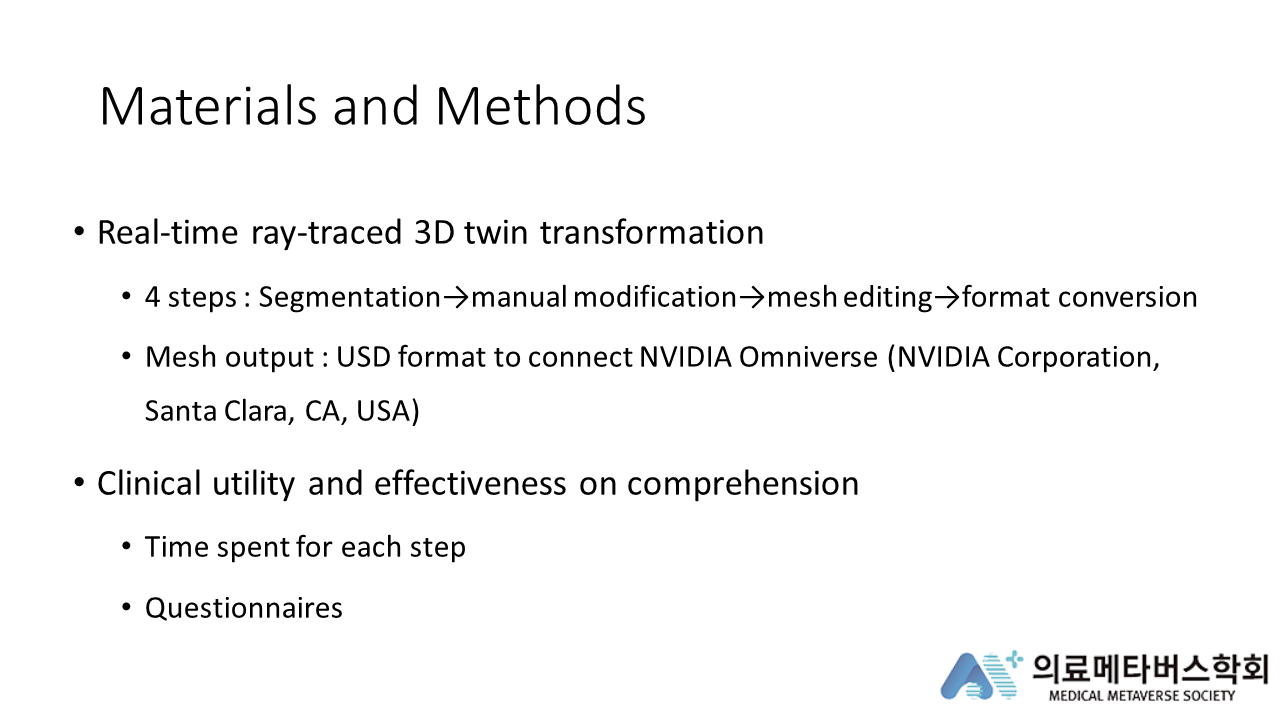 Materials and Methods
• Real-time ray-traced 3D twin transformation
• 4 steps : Segmentation→manual modification→mesh editing→format conversion
• Mesh output : USD format to connect NVIDIA Omniverse (NVIDIA Corporation,
Santa Clara, CA, USA)
• Clinical utility and effectiveness on comprehension
• Time spent for each step
• Questionnaires
의료메타버스학회
MEDICAL METAVERSE SOCIETY